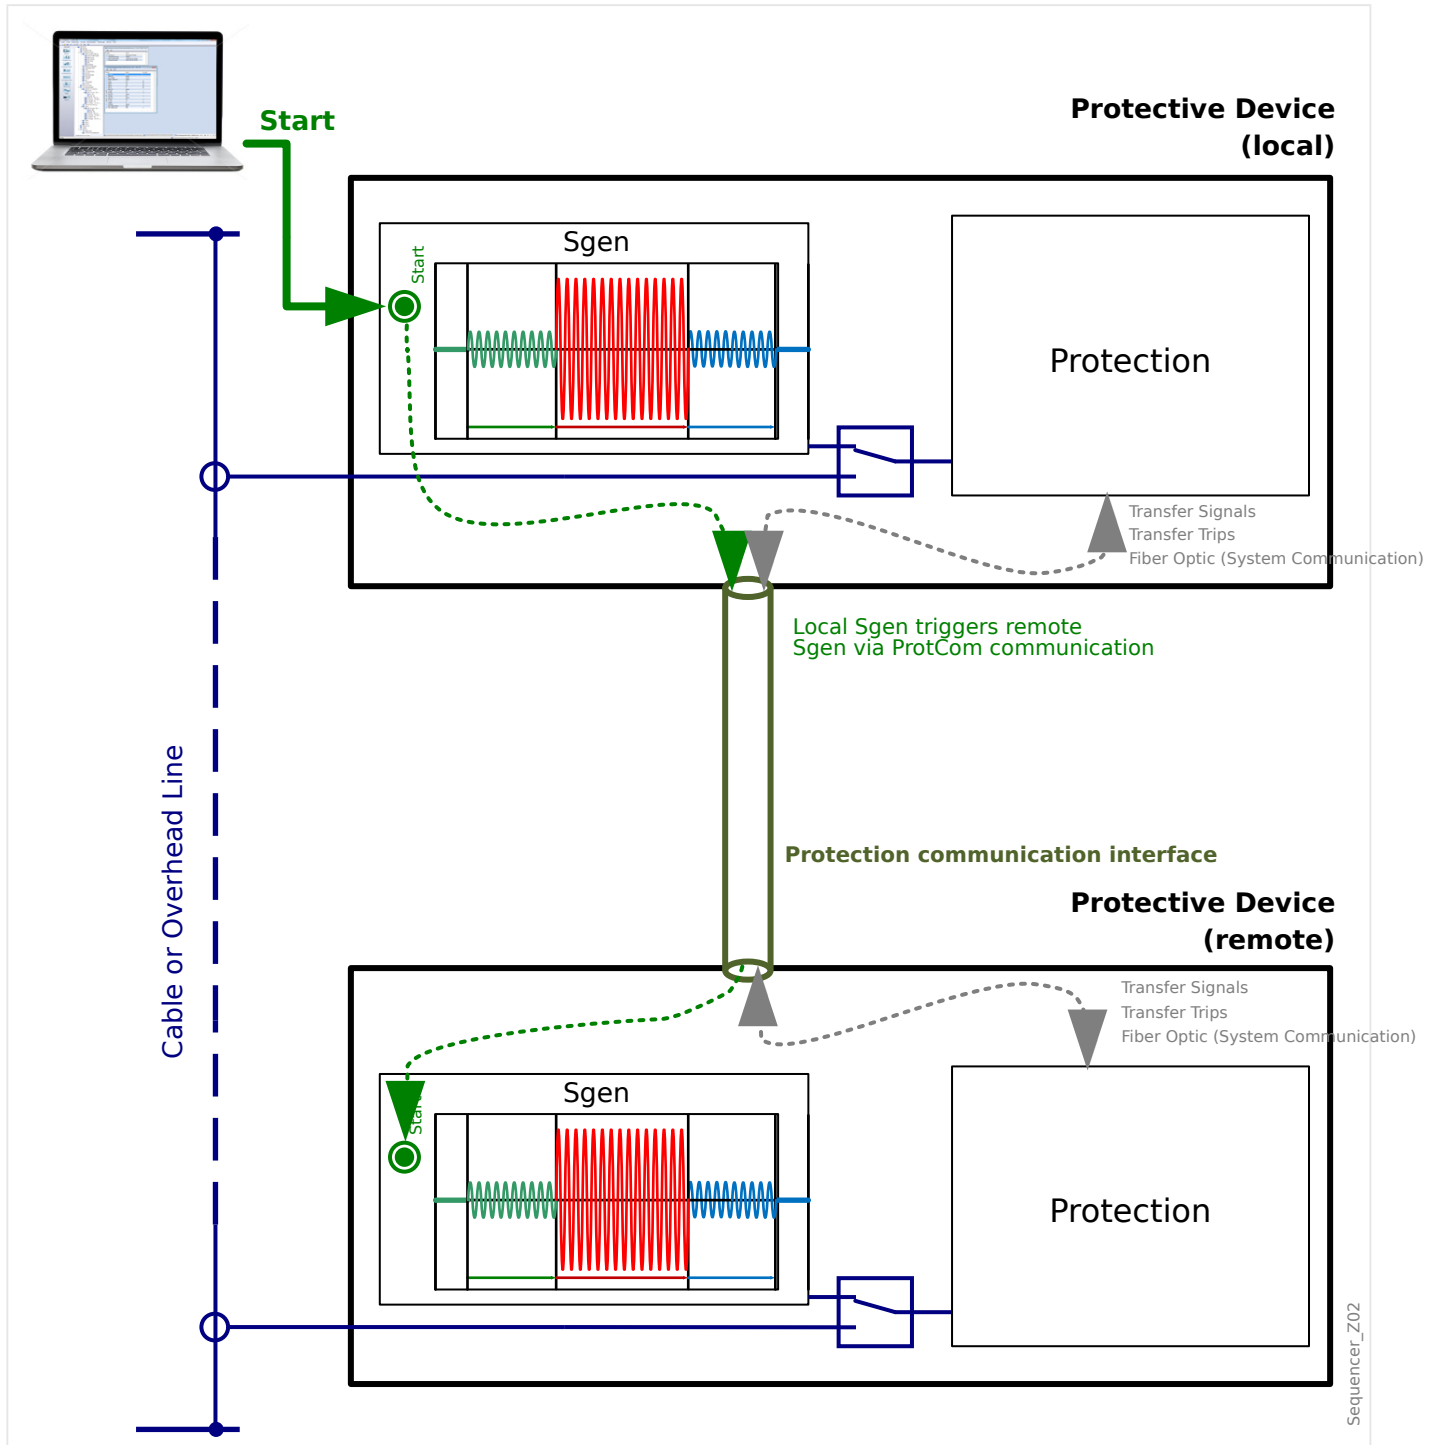 Start
Protective Device
(local)
Sgen
Start
Protection
Transfer Signals
Transfer Trips
Fiber Optic (System Communication)
Local Sgen triggers remote
Sgen via ProtCom communication
Cable or Overhead Line
Protection communication interface
Protective Device
(remote)
Transfer Signals
Transfer Trips
Fiber Optic (System Communication)
Sgen
Start
Protection
Sequencer_Z02